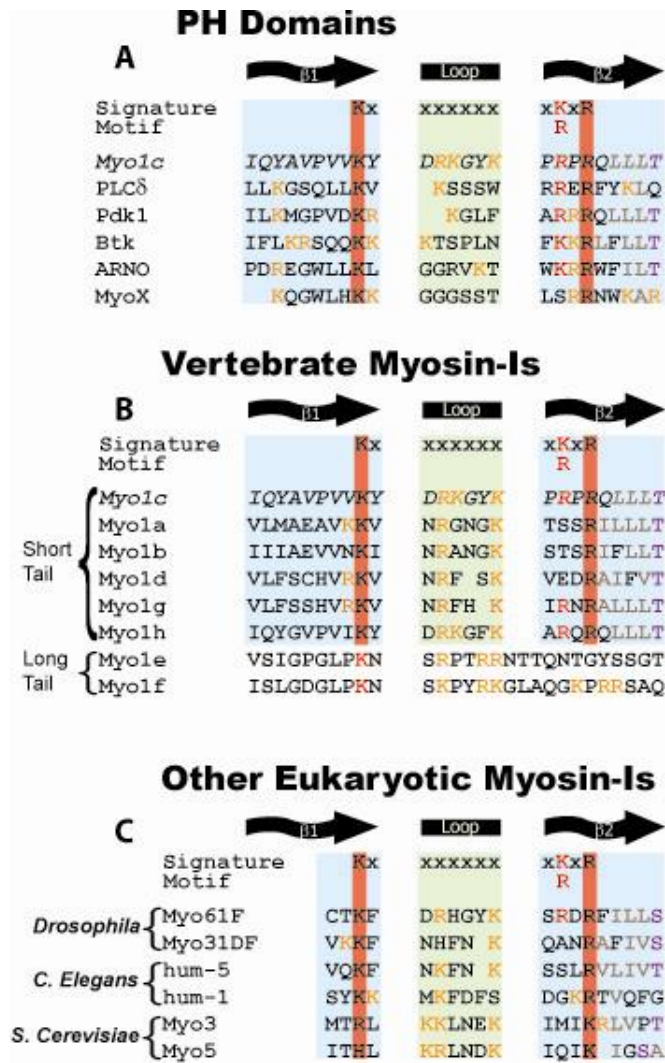 PH Domains
A
β1 Loop β2
Signature Kx xxxxxx xKxR
Motif R
Myo1c IQYAVPVVKY DRKGYK PRPRQLLLT
PLCδ LLKGSQLLKV KSSSW RRERFYKLQ
Pdk1 ILKMGPVDKR KGLF ARRRQLLLT
Btk IFLKRSQQKK KTSPLN FKKRLFLLT
ARNO PDREGWLLKL GGRVKT WKRRWFILT
MyoX KQGWLHKK GGGSST LSRRNWKAR
Vertebrate Myosin-Is
B
β1 Loop β2
Signature Kx xxxxxx xKxR
Motif R
Myo1c IQYAVPVVKY DRKGYK PRPRQLLLT
Myo1a VLMAEAVKKV NRGNGK TSSRILLLT
Myo1b IIIAEVVNKI NRANGK STSRIFLLT
Short Tail
Myo1d VLFSCHVRKV NRF SK VEDRAIFVT
Myo1g VLFSSHVRKV NRFH K IRNRALLLT
Myo1h IQYGVPVIKY DRKGFK ARQRQLLLT
Long Tail
Myo1e VSIGPGLPKN SRPTRRNTTQNTGYSSGT
Myo1f ISLGDGLPKN SKPYRKGLAQGKPRRSAQ
Other Eukaryotic Myosin-Is
C
β1 Loop β2
Signature Kx xxxxxx xKxR
Motif R
Drosophila
Myo61F CTKF DRHGYK SRDRFILLS
Myo31DF VKKF NHFN K QANRAFIVS
C. Elegans
hum-5 VQKF NKFN K SSLRVLIVT
hum-1 SYKK MKFDFS DGKRTVQFG
S. Cerevisiae
Myo3 MTRL KKLNEK IMIKRLVPT
Myo5 ITHL KRLNDK IQIK IGSA